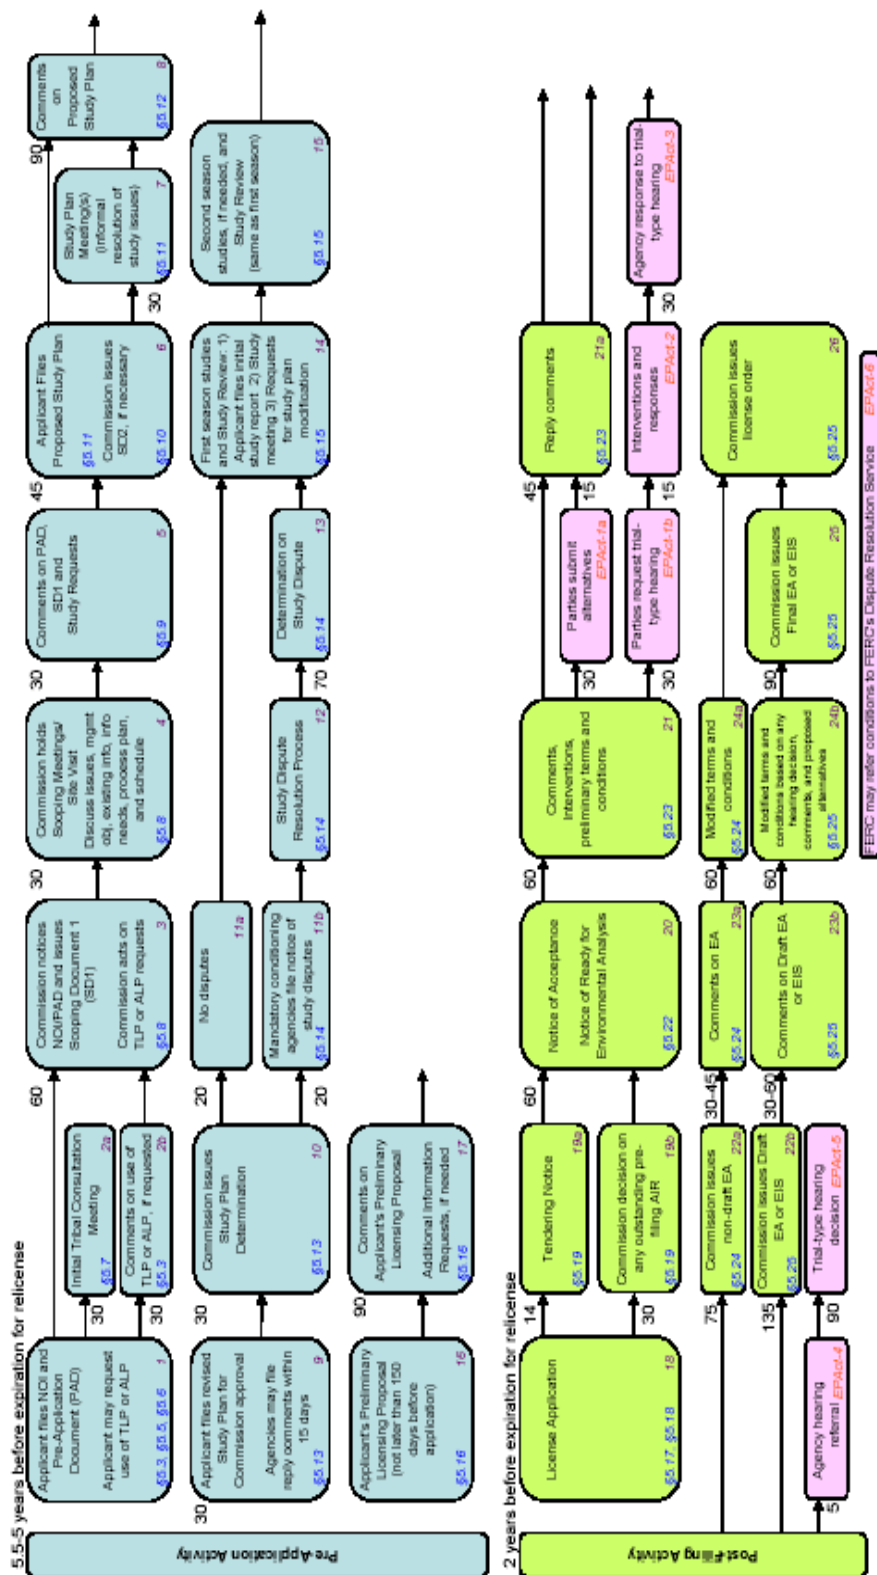 5.5-5 years before expiration for relicense
Pre-Application Activity
Applicant files NOI and
Pre-Application
Document (PAD)
Applicant may request
use of TLP or ALP
§5.3, §5.5, §5.6
1
30
Initial Tribal Consultation
Meeting
§5.7
2a
30
Comments on use of
TLP or ALP, if requested
§5.3
2b
60
Commission notices
NOI/PAD and issues
Scoping Document 1
(SD1)
Commission acts on
TLP or ALP requests
§5.8
3
30
Commission holds
Scoping Meetings/
Site Visit
Discuss issues, mgmt
obj, existing info, info
needs, process plan,
and schedule
§5.8
4
30
Comments on PAD,
SD1 and
Study Requests
§5.9
5
45
Applicant Files
Proposed Study Plan
§5.11
Commission issues
SD2, if necessary
§5.10
6
30
Study Plan
Meeting(s)
(informal
resolution of
study issues)
§5.11
7
90
Comments
on
Proposed
Study Plan
§5.12
8
30
Applicant files revised
Study Plan for
Commission approval
Agencies may file
reply comments within
15 days
§5.13
9
30
Commission issues
Study Plan
Determination
§5.13
10
20
No disputes
11a
20
Mandatory conditioning
agencies file notice of
study disputes
§5.14
11b
Study Dispute
Resolution Process
§5.14
12
70
Determination on
Study Dispute
§5.14
13
First season studies
and Study Review: 1)
Applicant files initial
study report 2) Study
meeting 3) Requests
for study plan
modification
§5.15
14
Second season
studies, if needed, and
Study Review
(same as first season)
§5.15
15
Applicant's Preliminary
Licensing Proposal
(not later than 150
days before
application)
§5.16
16
90
Comments on
Applicant's Preliminary
Licensing Proposal
Additional Information
Requests, if needed
§5.16
17
2 years before expiration for relicense
Post-Filing Activity
License Application
§5.17, §5.18
18
14
Tendering Notice
§5.19
19a
30
Commission decision on
any outstanding pre-
filing AIR
§5.19
19b
60
Notice of Acceptance
Notice of Ready for
Environmental Analysis
§5.22
20
60
Comments,
Interventions,
preliminary terms and
conditions
§5.23
21
30
Parties submit
alternatives
EPAct-1a
30
Parties request trial-
type hearing
EPAct-1b
45
15
Reply comments
§5.23
21a
15
Interventions and
responses
EPAct-2
30
Agency response to trial-
type hearing
EPAct-3
75
Commission issues
non-draft EA
§5.24
22a
30-45
Comments on EA
§5.24
23a
60
Modified terms and
conditions
§5.24
24a
135
Commission issues Draft
EA or EIS
§5.25
22b
30-60
Comments on Draft EA
or EIS
§5.25
23b
60
Modified terms and
conditions based on any
hearing decision,
comments, and proposed
alternatives
§5.25
24b
90
Commission issues
Final EA or EIS
§5.25
25
Commission issues
license order
§5.25
26
5
Agency hearing
referral EPAct-4
90
Trial-type hearing
decision EPAct-5
FERC may refer conditions to FERC's Dispute Resolution Service EPAct-6